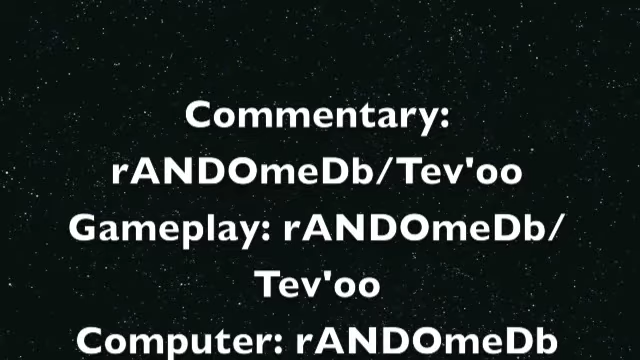 Commentary:
rANDOmeDb/Tev'oo
Gameplay: rANDOmeDb/
Tev'oo
Computer: rANDOmeDb